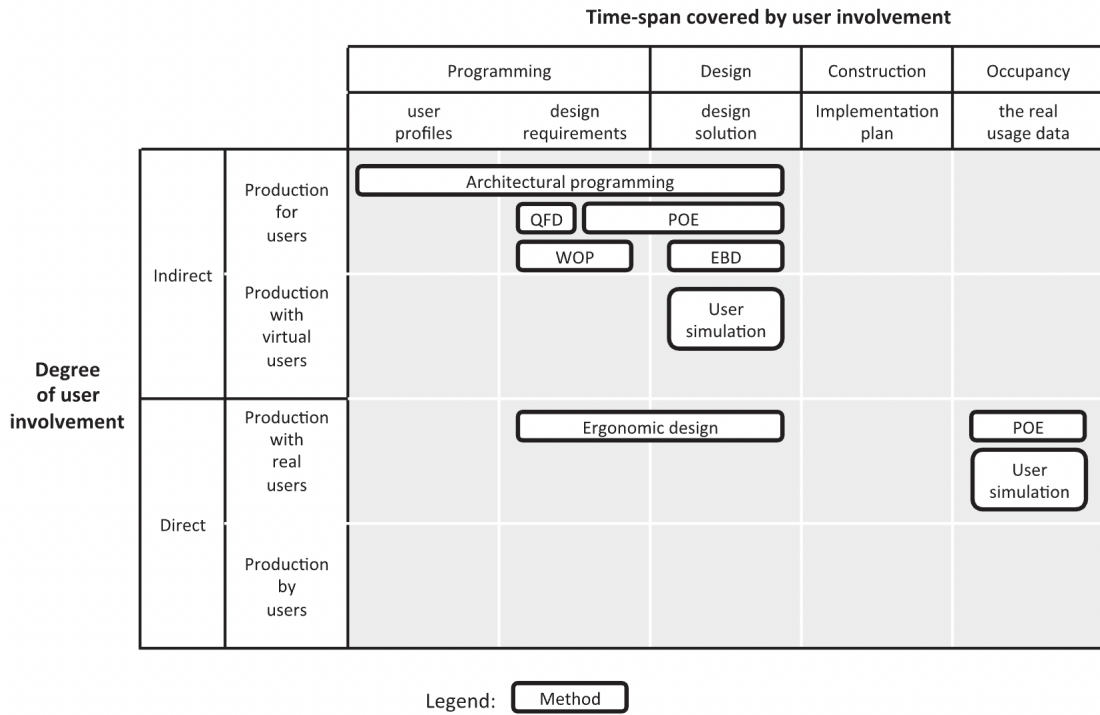 Time-span covered by user involvement
Programming
Design
Construction
Occupancy
user
profiles
design
requirements
design
solution
Implementation
plan
the real
usage data
Degree
of user
involvement
Indirect
Production
for
users
Architectural programming
QFD
POE
WOP
EBD
Production
with
virtual
users
User
simulation
Direct
Production
with
real
users
Ergonomic design
POE
User
simulation
Production
by
users
Legend:
Method